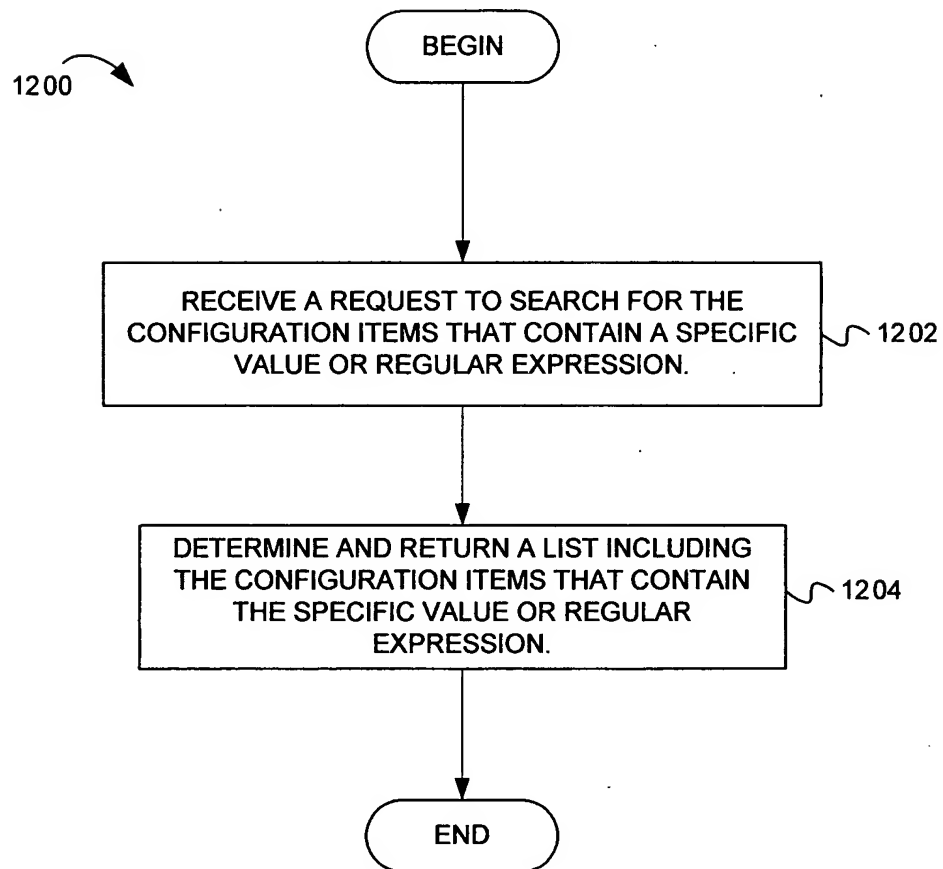 BEGIN
1200
RECEIVE A REQUEST TO SEARCH FOR THE
CONFIGURATION ITEMS THAT CONTAIN A SPECIFIC
VALUE OR REGULAR EXPRESSION.
1202
DETERMINE AND RETURN A LIST INCLUDING
THE CONFIGURATION ITEMS THAT CONTAIN
THE SPECIFIC VALUE OR REGULAR
EXPRESSION.
1204
END